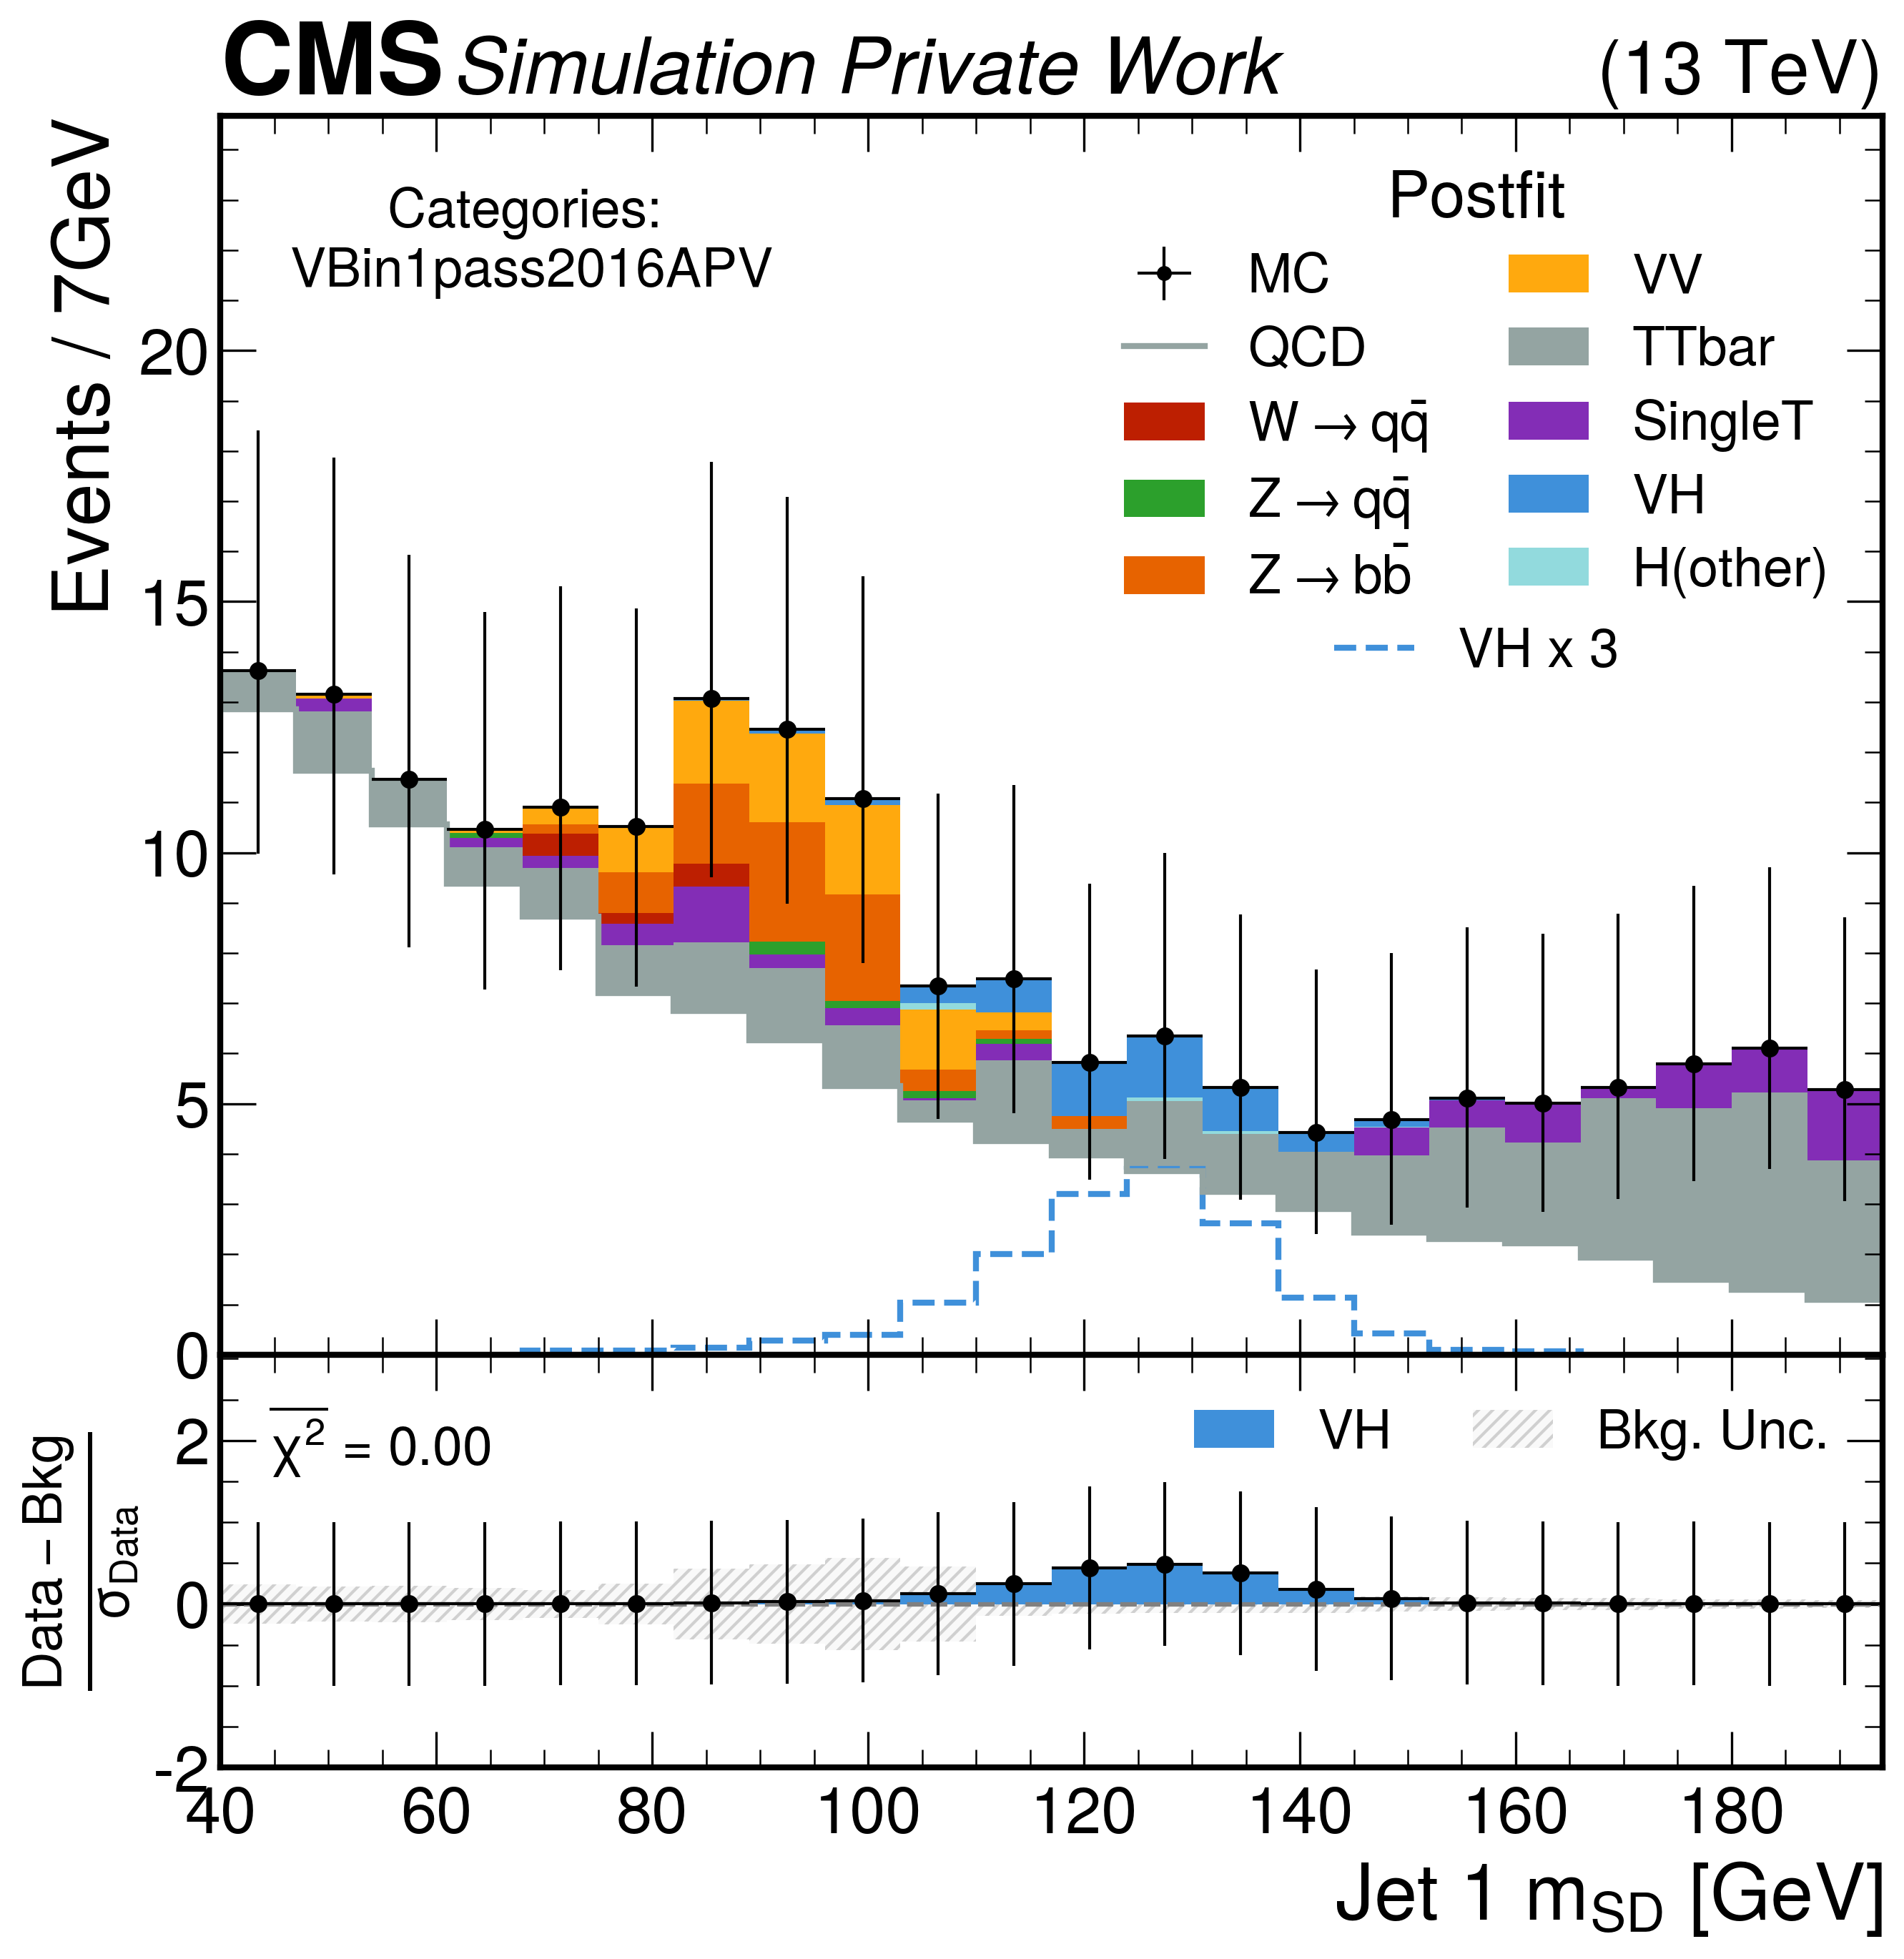 CMS Simulation Private Work (13 TeV)
Events / 7GeV
Categories:
VBin1pass2016APV
Postfit
MC VV
QCD TTbar
W → qq̄ SingleT
Z → qq̄ VH
Z → bb̄ H(other)
VH x 3
20
15
10
5
0
Data − Bkg
σ_Data
χ² = 0.00
VH Bkg. Unc.
2
0
-2
40 60 80 100 120 140 160 180
Jet 1 m_SD [GeV]